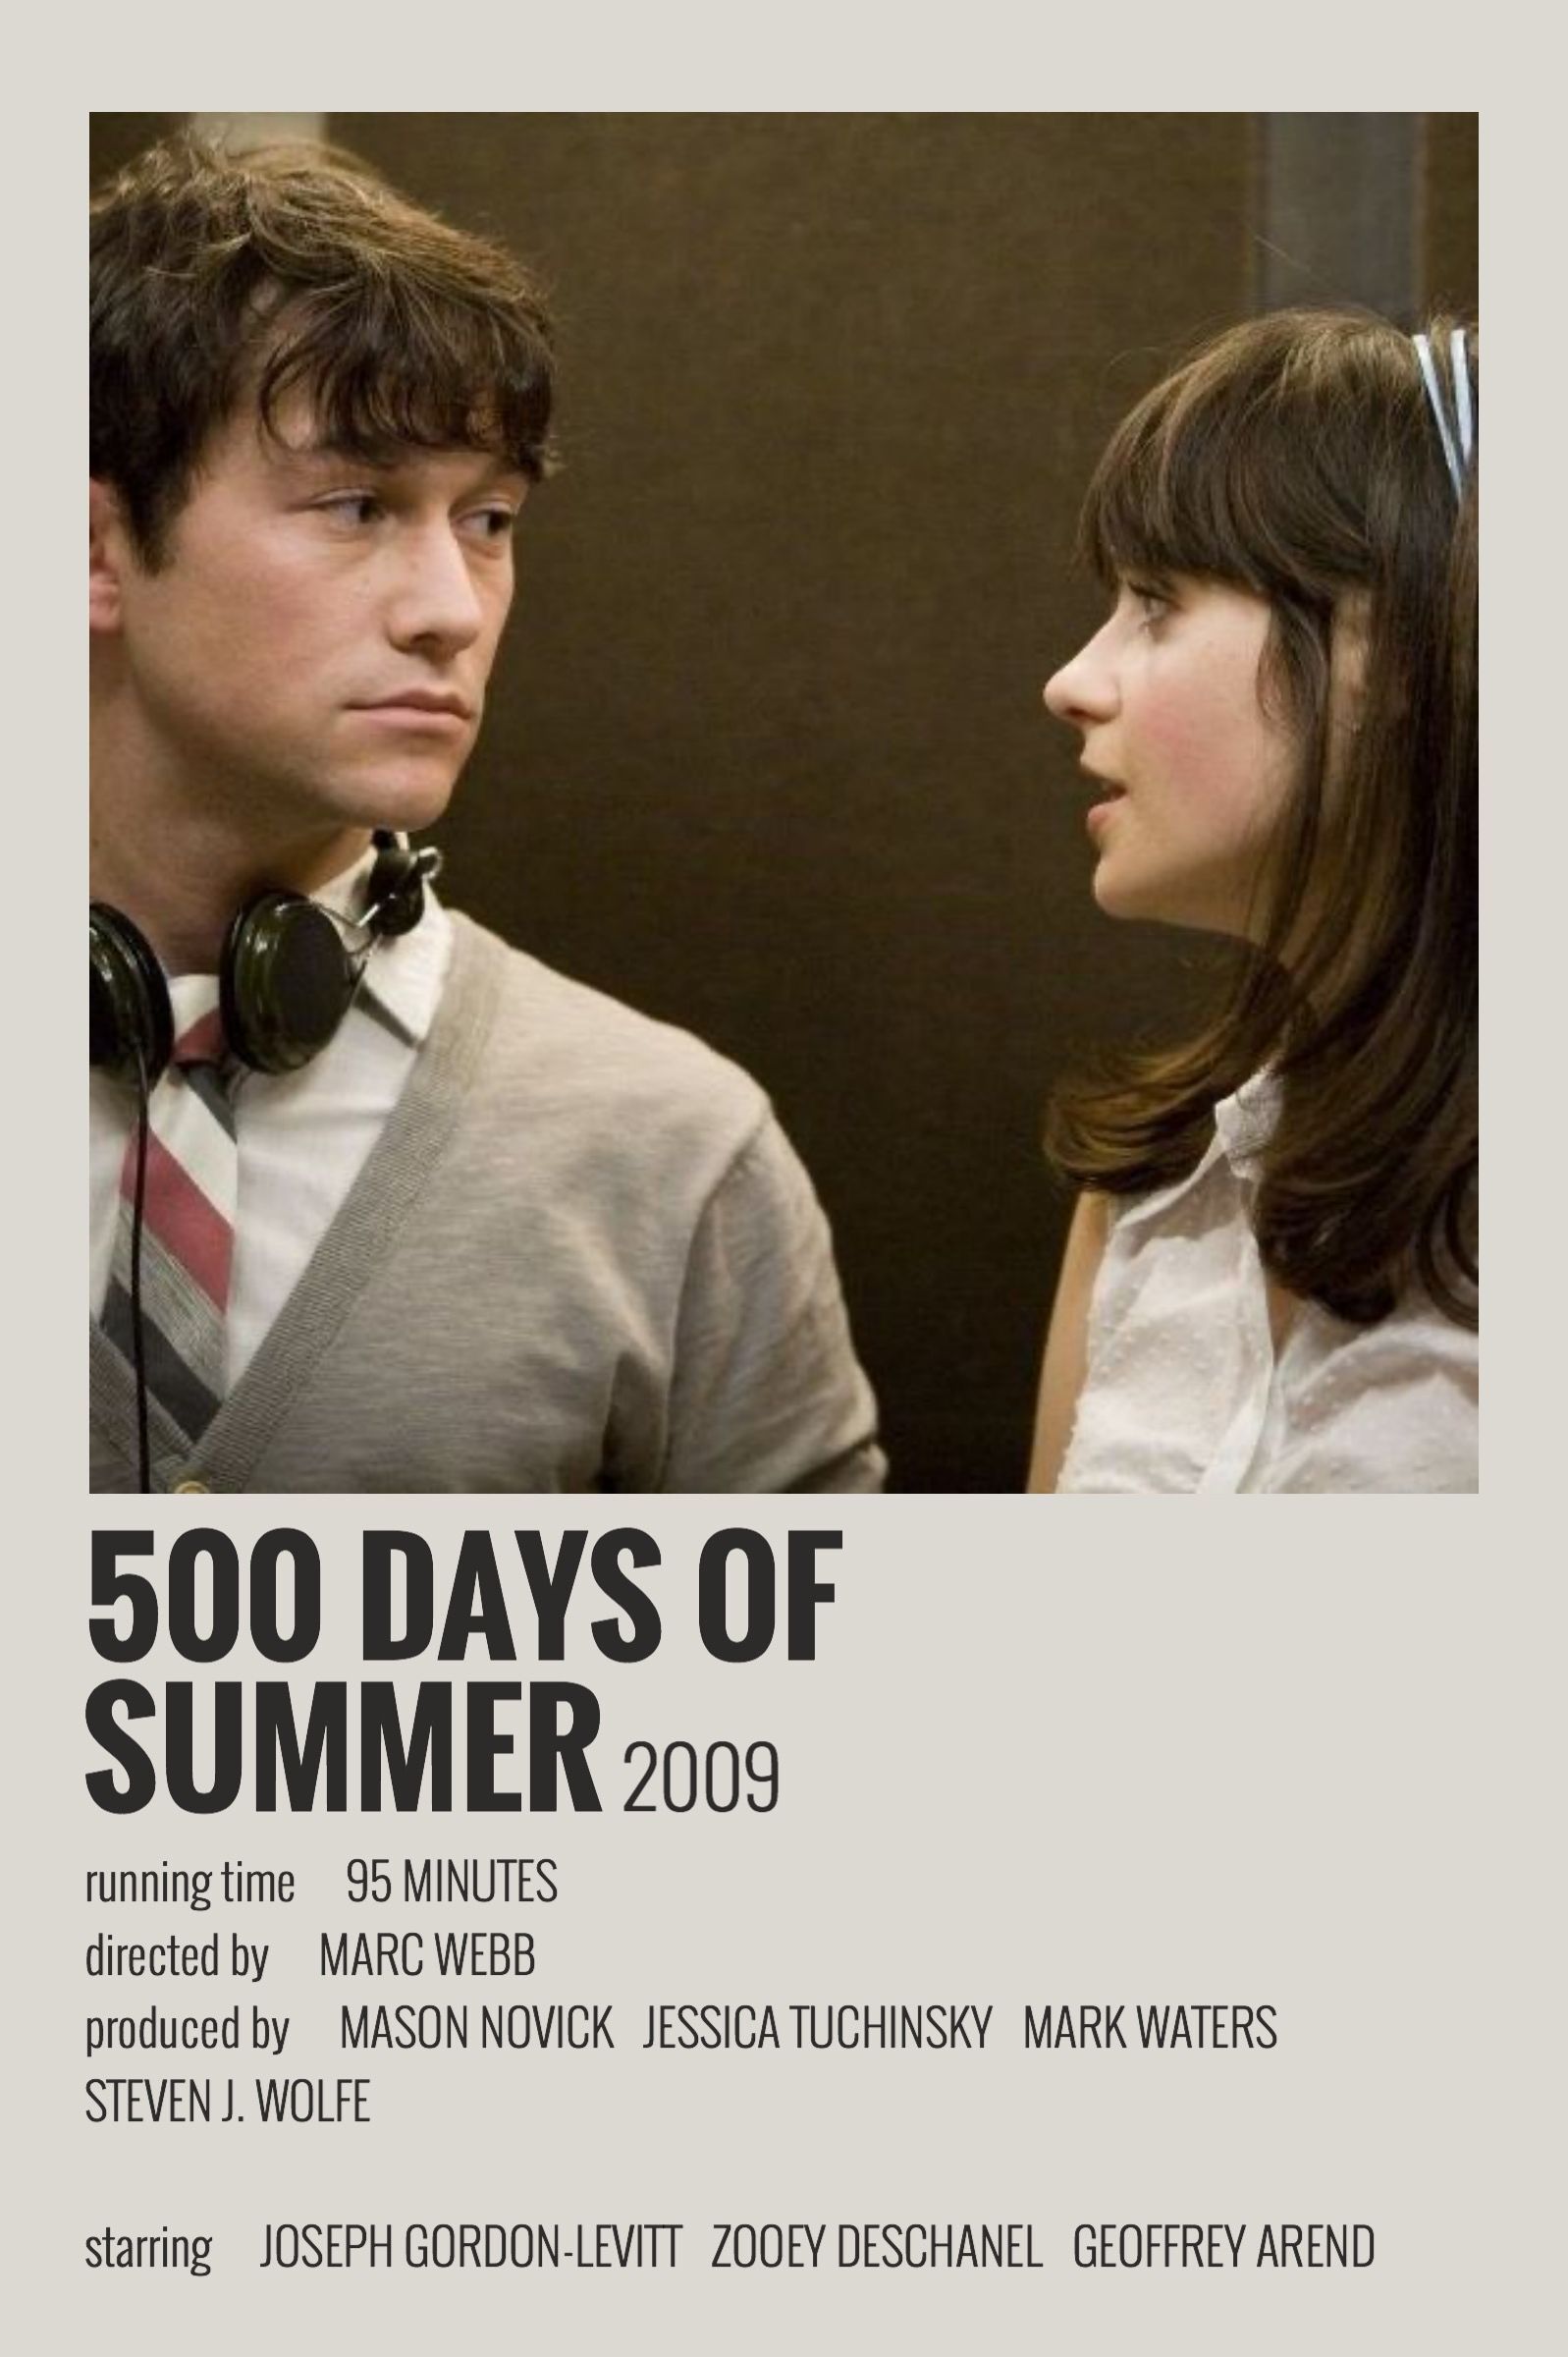 500 DAYS OF
SUMMER 2009
running time 95 MINUTES
directed by MARC WEBB
produced by MASON NOVICK JESSICA TUCHINSKY MARK WATERS
STEVEN J. WOLFE
starring JOSEPH GORDON-LEVITT ZOOEY DESCHANEL GEOFFREY AREND